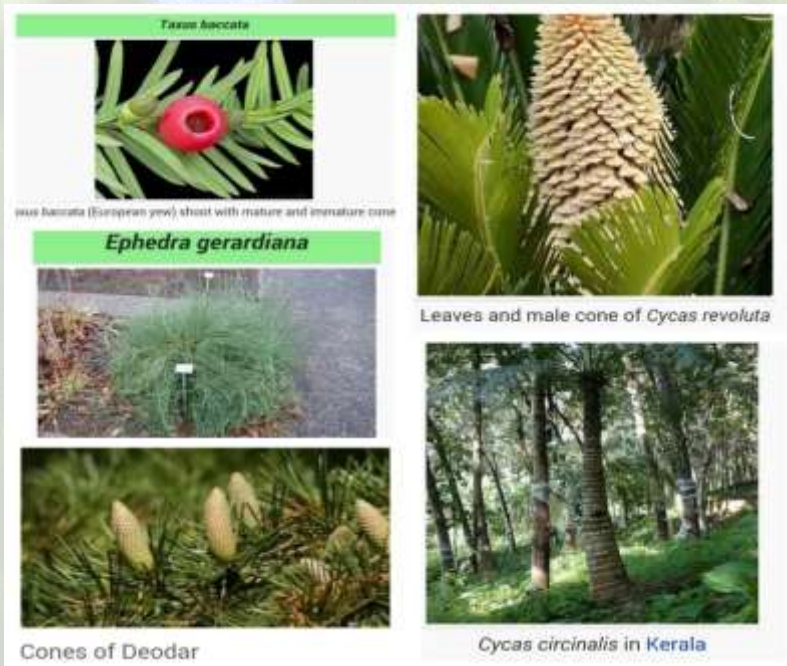 Taxus baccata
baccata (European yew) shoot with mature and immature cone
Ephedra gerardiana
Cones of Deodar
Leaves and male cone of Cycas revoluta
Cycas circinalis in Kerala